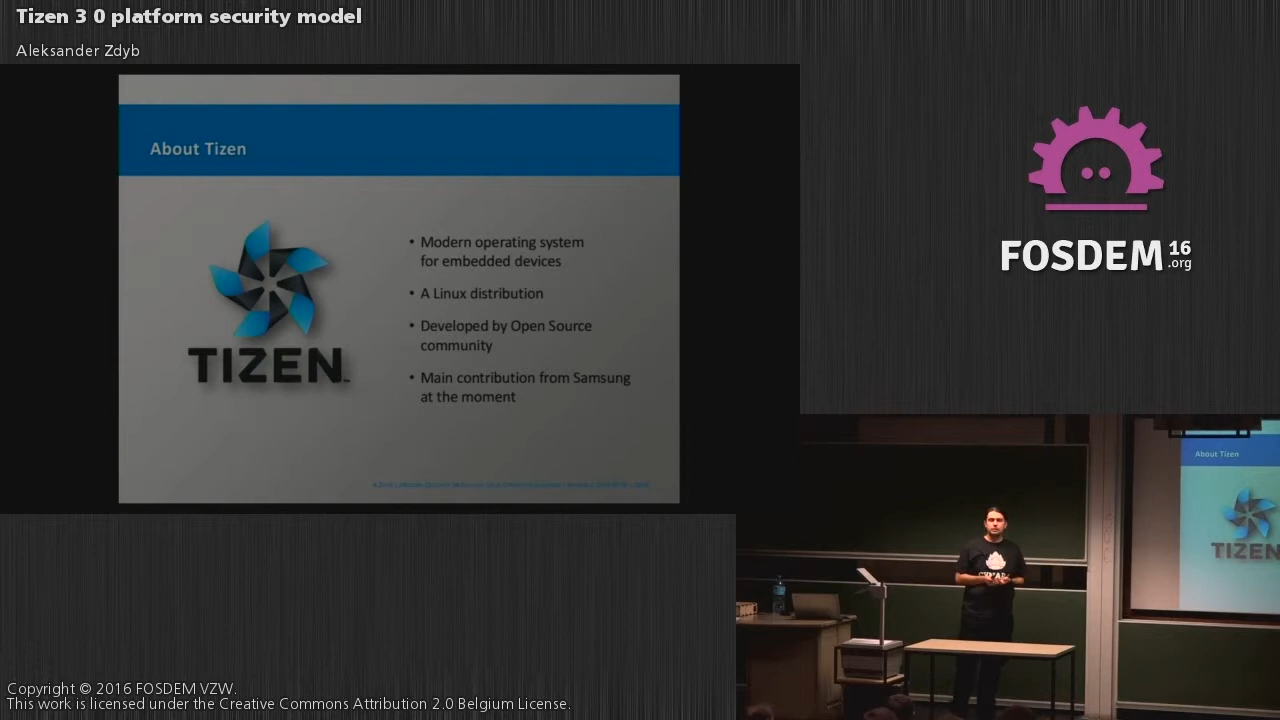 Tizen 3 0 platform security model
Aleksander Zdyb
About Tizen
• Modern operating system
for embedded devices
• A Linux distribution
• Developed by Open Source
community
• Main contribution from Samsung
at the moment
TIZEN™
FOSDEM 16
.org
About Tizen
TIZEN
Copyright © 2016 FOSDEM VZW.
This work is licensed under the Creative Commons Attribution 2.0 Belgium License.